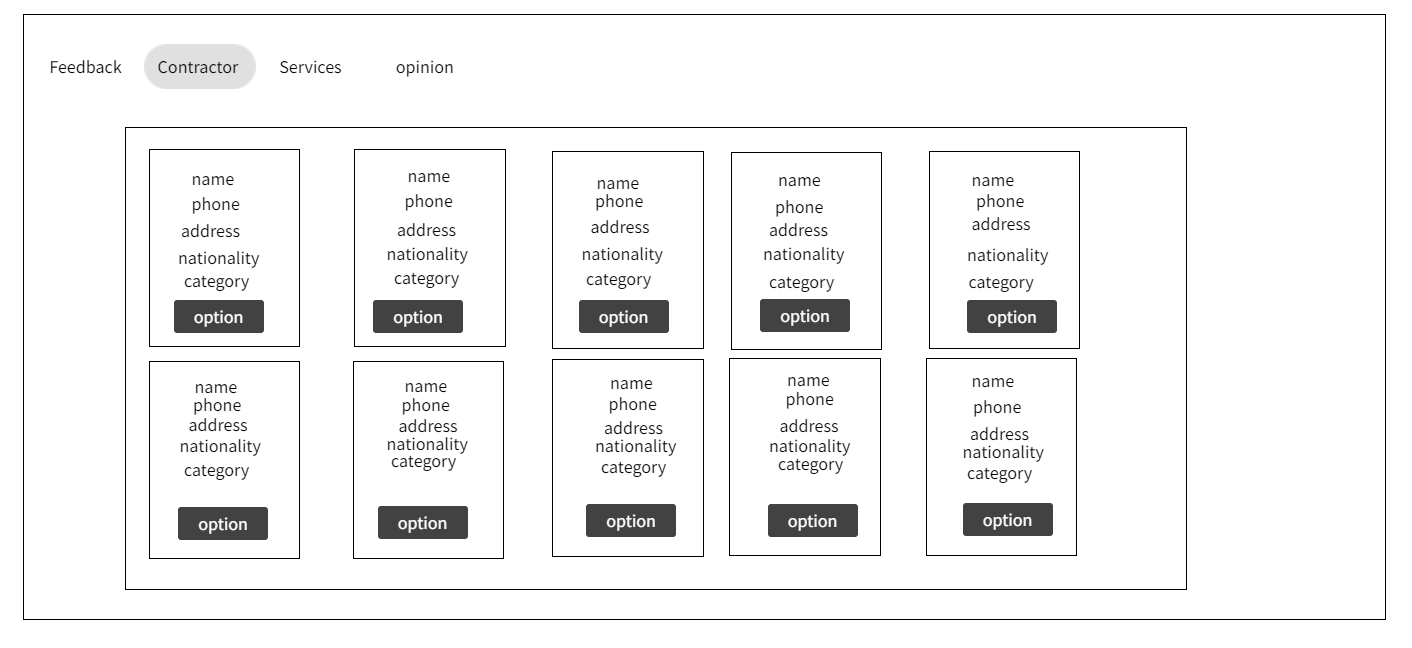 Feedback Contractor Services opinion
name
phone
address
nationality
category
option
name
phone
address
nationality
category
option
name
phone
address
nationality
category
option
name
phone
address
nationality
category
option
name
phone
address
nationality
category
option
name
phone
address
nationality
category
option
name
phone
address
nationality
category
option
name
phone
address
nationality
category
option
name
phone
address
nationality
category
option
name
phone
address
nationality
category
option